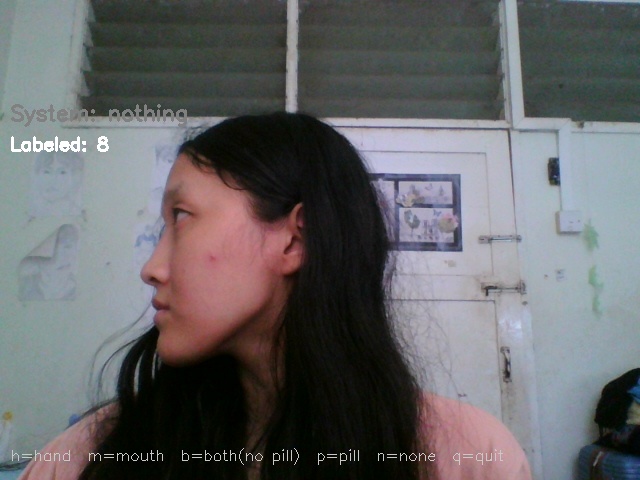 System: nothing
Labeled: 8
h=hand m=mouth b=both(no pill) p=pill n=none q=quit